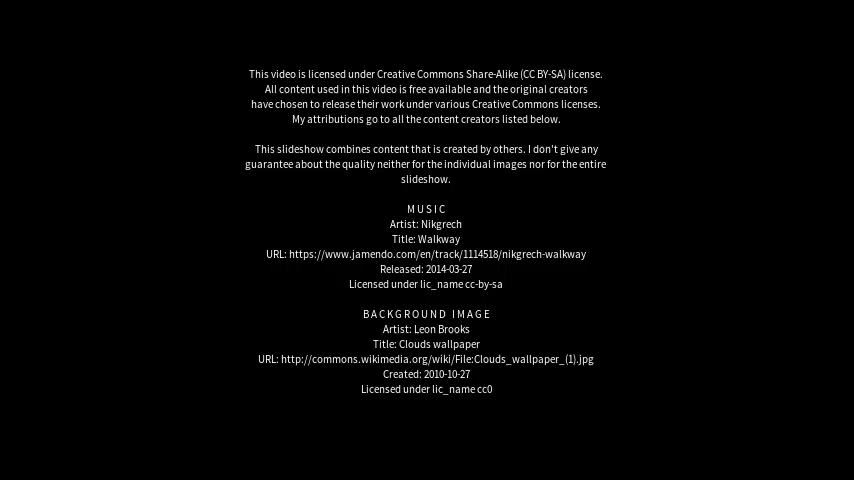 This video is licensed under Creative Commons Share-Alike (CC BY-SA) license.
All content used in this video is free available and the original creators
have chosen to release their work under various Creative Commons licenses.
My attributions go to all the content creators listed below.
This slideshow combines content that is created by others. I don't give any
guarantee about the quality neither for the individual images nor for the entire
slideshow.
MUSIC
Artist: Nikgrech
Title: Walkway
URL: https://www.jamendo.com/en/track/1114518/nikgrech-walkway
Released: 2014-03-27
Licensed under lic_name cc-by-sa
BACKGROUND IMAGE
Artist: Leon Brooks
Title: Clouds wallpaper
URL: http://commons.wikimedia.org/wiki/File:Clouds_wallpaper_(1).jpg
Created: 2010-10-27
Licensed under lic_name cc0